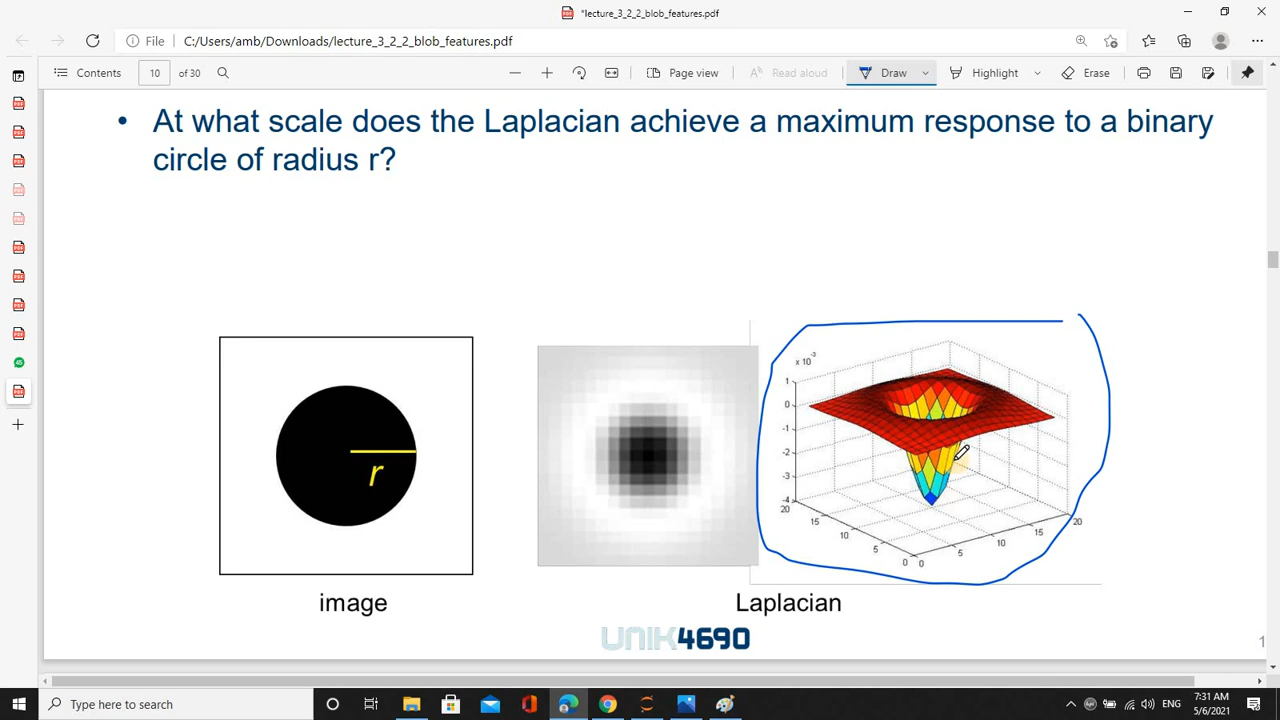 *lecture_3_2_2_blob_features.pdf
File
C:/Users/amb/Downloads/lecture_3_2_2_blob_features.pdf
Contents
of 30
Page view
Read aloud
Draw
Highlight
Erase
• At what scale does the Laplacian achieve a maximum response to a binary
circle of radius r?
r
x 10⁻³
1
0
-1
-2
-3
-4
20
15
10
5
0
0
5
10
15
20
image
Laplacian
UNIK4690
1
Type here to search
ENG
7:31 AM
5/6/2021